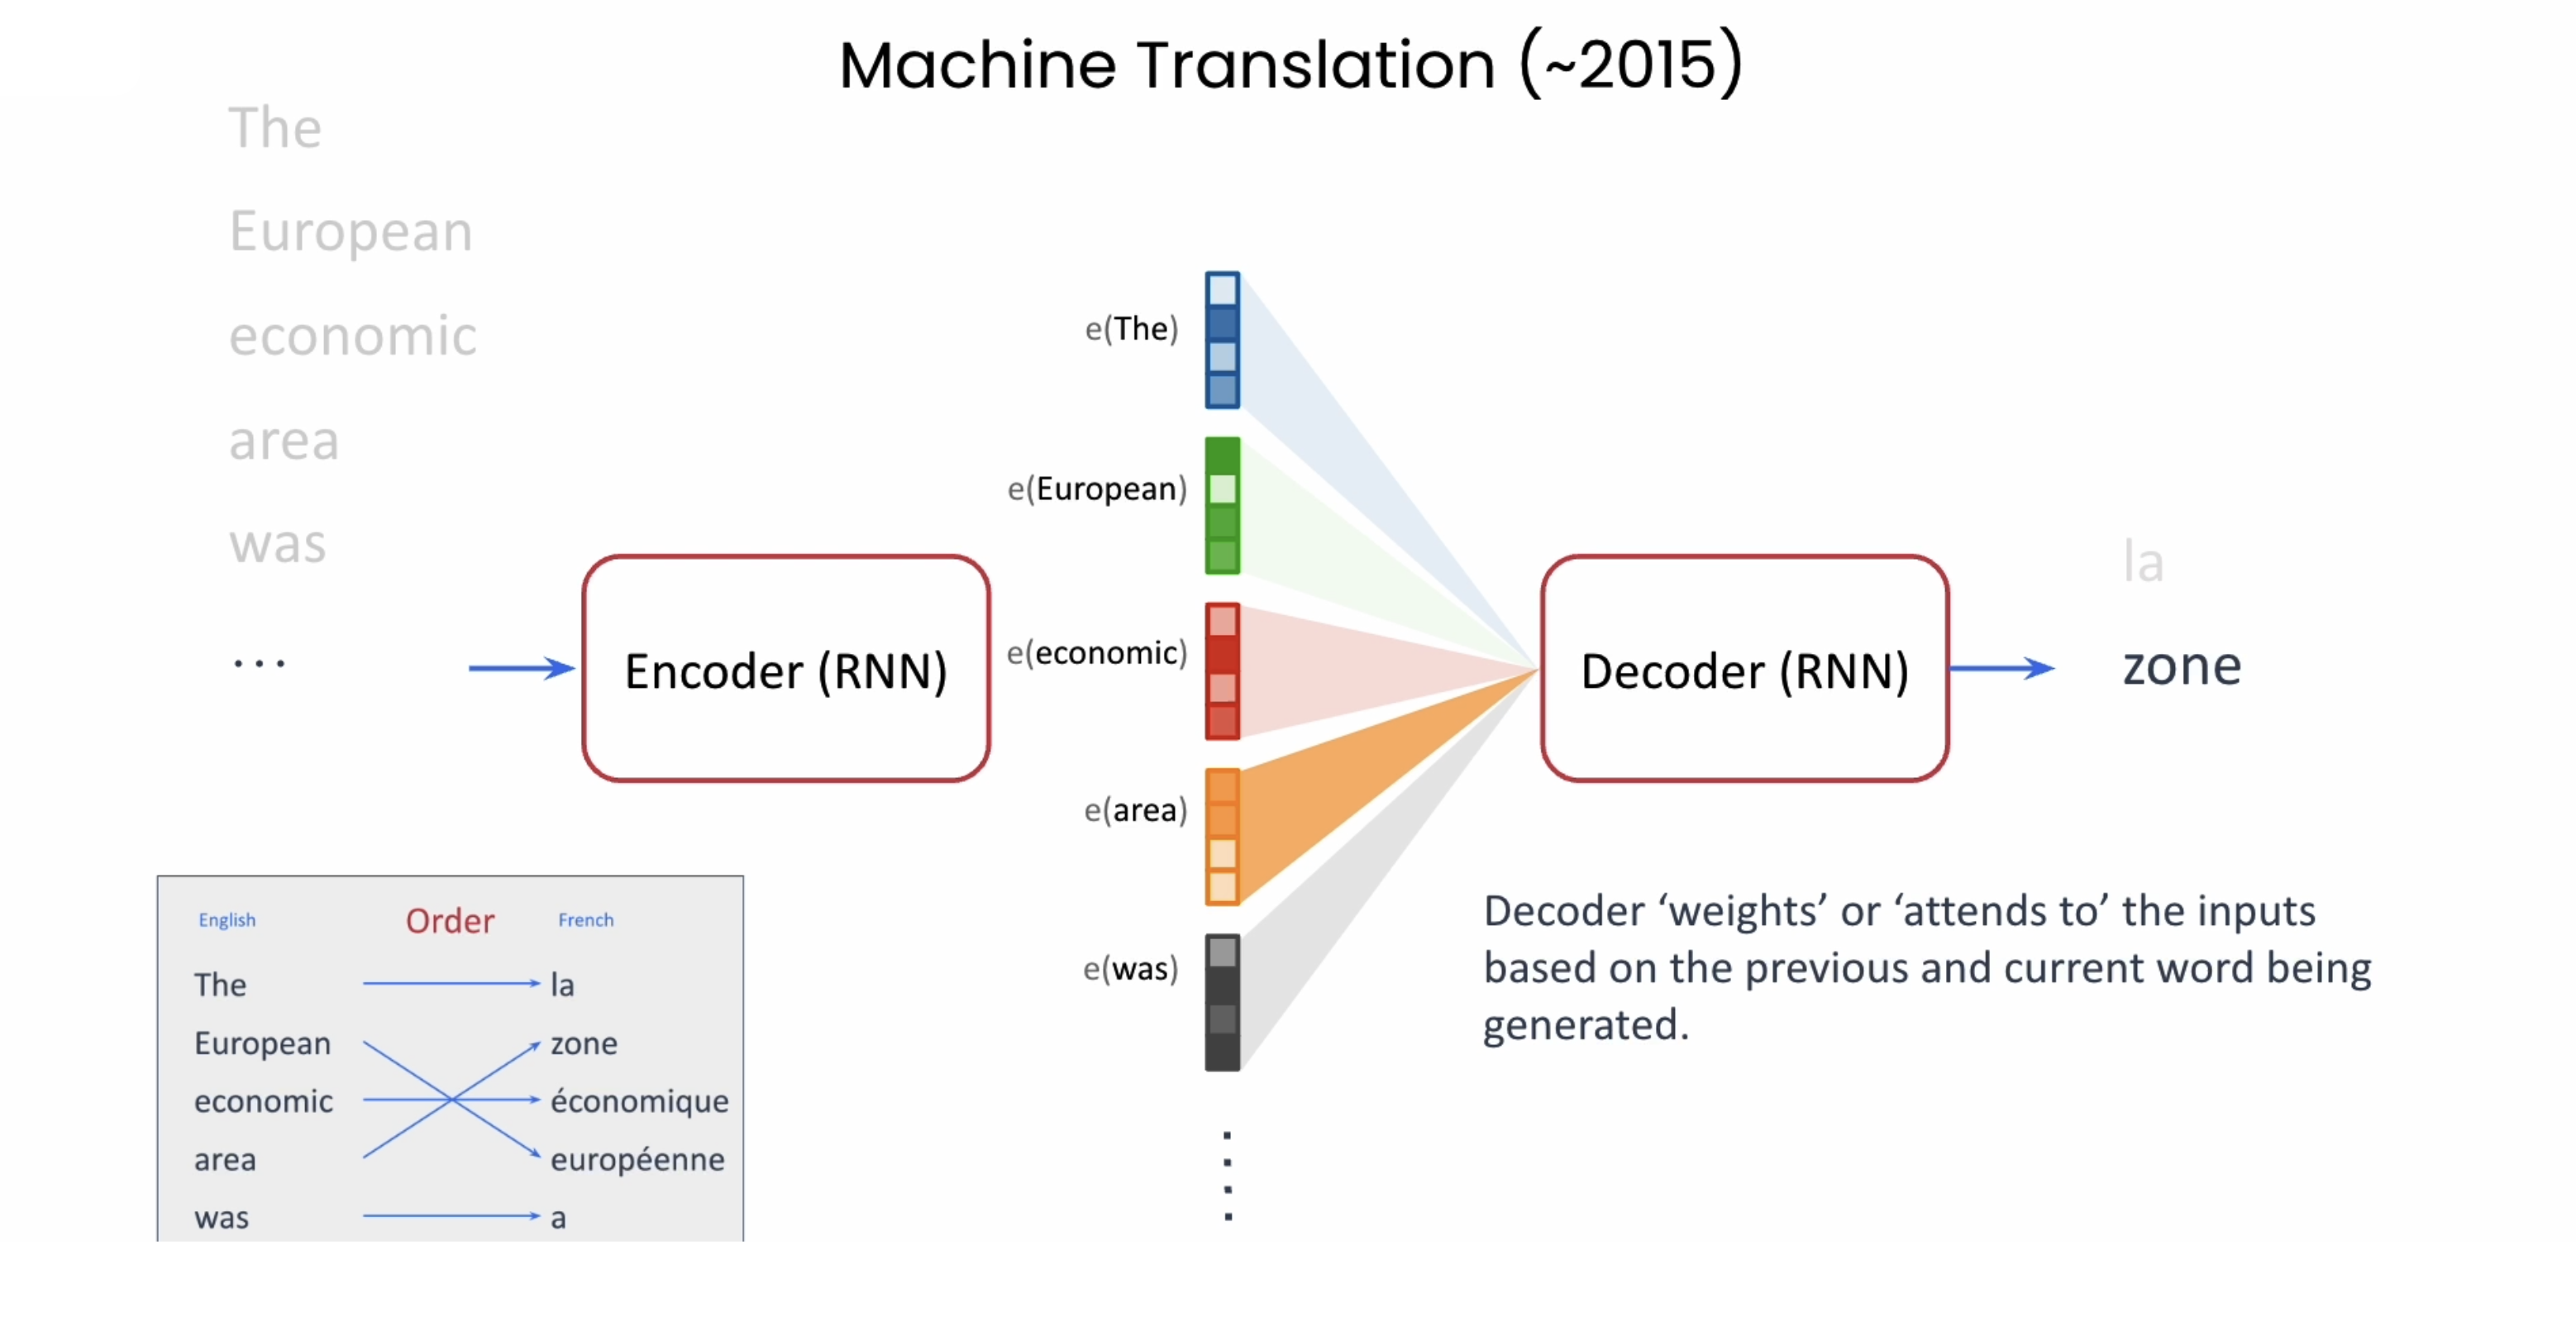 Machine Translation (~2015)
The
European
economic
area
was
...
Encoder (RNN)
e(The)
e(European)
e(economic)
e(area)
e(was)
Decoder (RNN)
la
zone
Decoder ‘weights’ or ‘attends to’ the inputs
based on the previous and current word being
generated.
English Order French
The la
European zone
economic économique
area européenne
was a